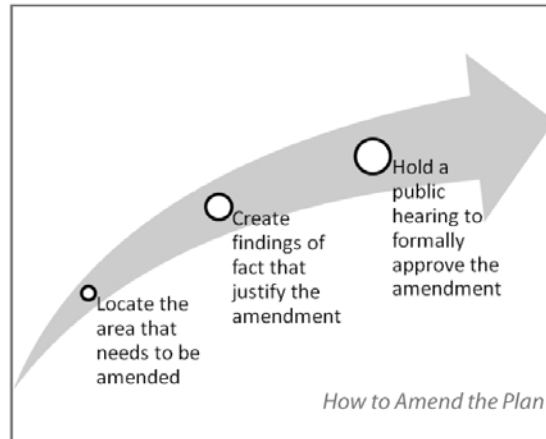 Locate the
area that
needs to be
amended
Create
findings of
fact that
justify the
amendment
Hold a
public
hearing to
formally
approve the
amendment
How to Amend the Plan